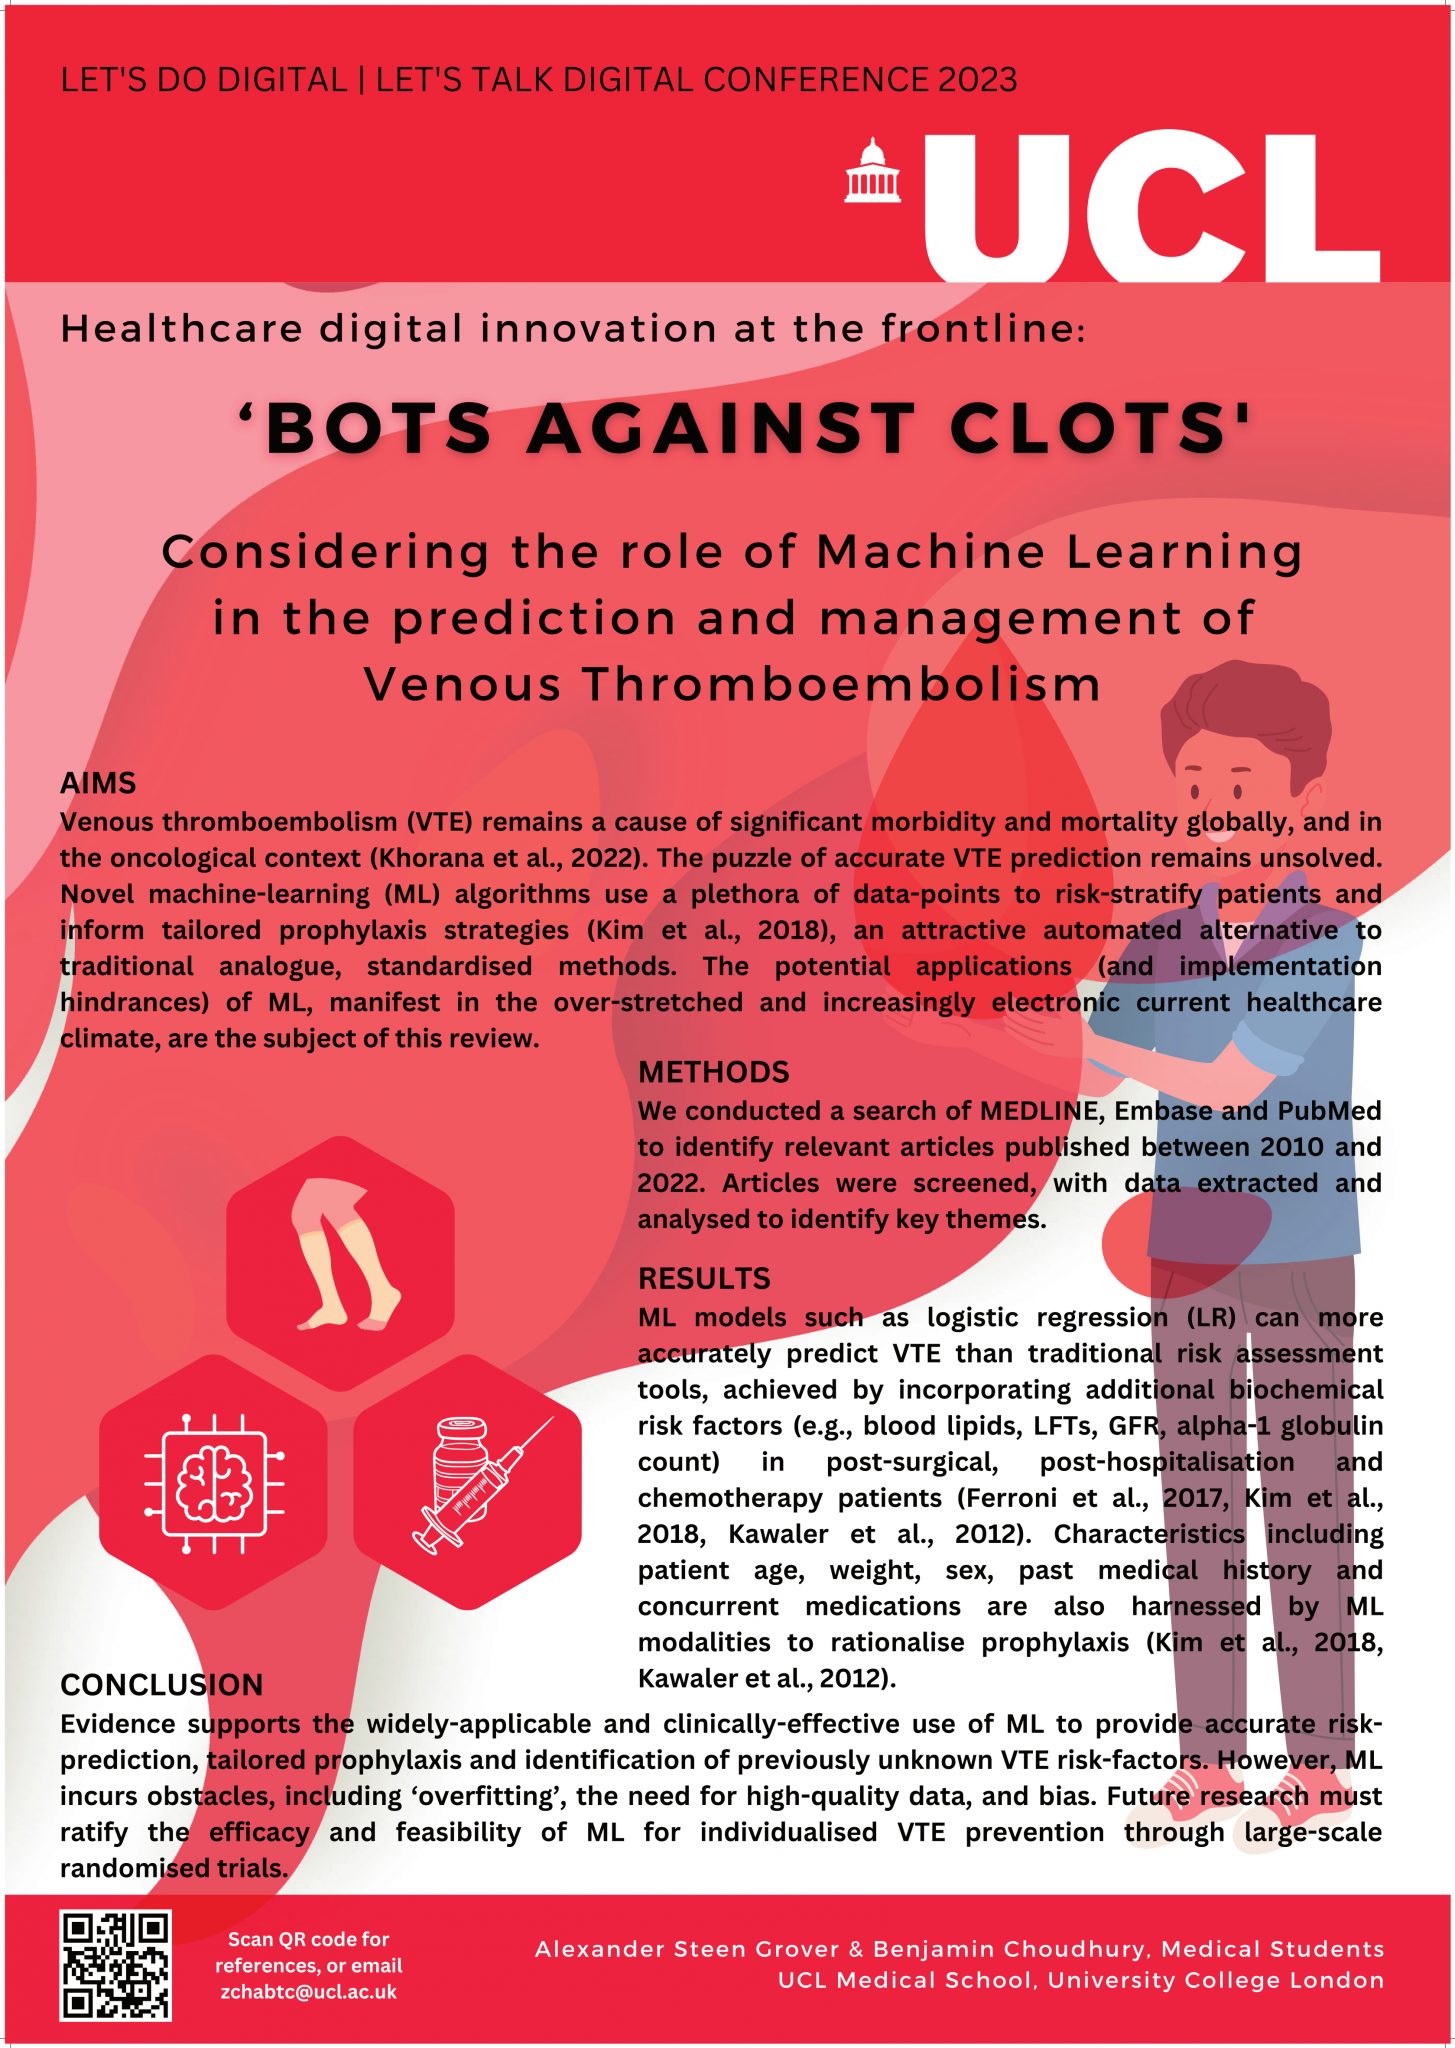 LET'S DO DIGITAL | LET'S TALK DIGITAL CONFERENCE 2023
UCL
Healthcare digital innovation at the frontline:
‘BOTS AGAINST CLOTS'
Considering the role of Machine Learning
in the prediction and management of
Venous Thromboembolism
AIMS
Venous thromboembolism (VTE) remains a cause of significant morbidity and mortality globally, and in
the oncological context (Khorana et al., 2022). The puzzle of accurate VTE prediction remains unsolved.
Novel machine-learning (ML) algorithms use a plethora of data-points to risk-stratify patients and
inform tailored prophylaxis strategies (Kim et al., 2018), an attractive automated alternative to
traditional analogue, standardised methods. The potential applications (and implementation
hindrances) of ML, manifest in the over-stretched and increasingly electronic current healthcare
climate, are the subject of this review.
METHODS
We conducted a search of MEDLINE, Embase and PubMed
to identify relevant articles published between 2010 and
2022. Articles were screened, with data extracted and
analysed to identify key themes.
RESULTS
ML models such as logistic regression (LR) can more
accurately predict VTE than traditional risk assessment
tools, achieved by incorporating additional biochemical
risk factors (e.g., blood lipids, LFTs, GFR, alpha-1 globulin
count) in post-surgical, post-hospitalisation and
chemotherapy patients (Ferroni et al., 2017, Kim et al.,
2018, Kawaler et al., 2012). Characteristics including
patient age, weight, sex, past medical history and
concurrent medications are also harnessed by ML
modalities to rationalise prophylaxis (Kim et al., 2018,
Kawaler et al., 2012).
CONCLUSION
Evidence supports the widely-applicable and clinically-effective use of ML to provide accurate risk-
prediction, tailored prophylaxis and identification of previously unknown VTE risk-factors. However, ML
incurs obstacles, including ‘overfitting’, the need for high-quality data, and bias. Future research must
ratify the efficacy and feasibility of ML for individualised VTE prevention through large-scale
randomised trials.
Scan QR code for
references, or email
zchabtc@ucl.ac.uk
Alexander Steen Grover & Benjamin Choudhury, Medical Students
UCL Medical School, University College London